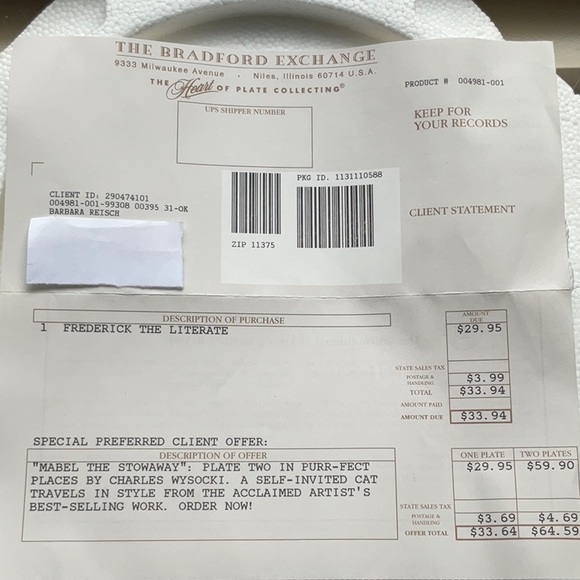 THE BRADFORD EXCHANGE
9333 Milwaukee Avenue · Niles, Illinois 60714 U.S.A.
THE Heart OF PLATE COLLECTING®
PRODUCT # 004981-001
UPS SHIPPER NUMBER
KEEP FOR
YOUR RECORDS
PKG ID. 1131110588
CLIENT ID: 290474101
004981-001-99308 00395 31-OK
BARBARA REISCH
CLIENT STATEMENT
ZIP 11375
DESCRIPTION OF PURCHASE
AMOUNT
DUE
1 FREDERICK THE LITERATE $29.95
STATE SALES TAX
POSTAGE &
HANDLING $3.99
TOTAL $33.94
AMOUNT PAID
AMOUNT DUE $33.94
SPECIAL PREFERRED CLIENT OFFER:
DESCRIPTION OF OFFER ONE PLATE TWO PLATES
"MABEL THE STOWAWAY": PLATE TWO IN PURR-FECT $29.95 $59.90
PLACES BY CHARLES WYSOCKI. A SELF-INVITED CAT
TRAVELS IN STYLE FROM THE ACCLAIMED ARTIST'S
BEST-SELLING WORK. ORDER NOW!
STATE SALES TAX
POSTAGE &
HANDLING $3.69 $4.69
OFFER TOTAL $33.64 $64.59